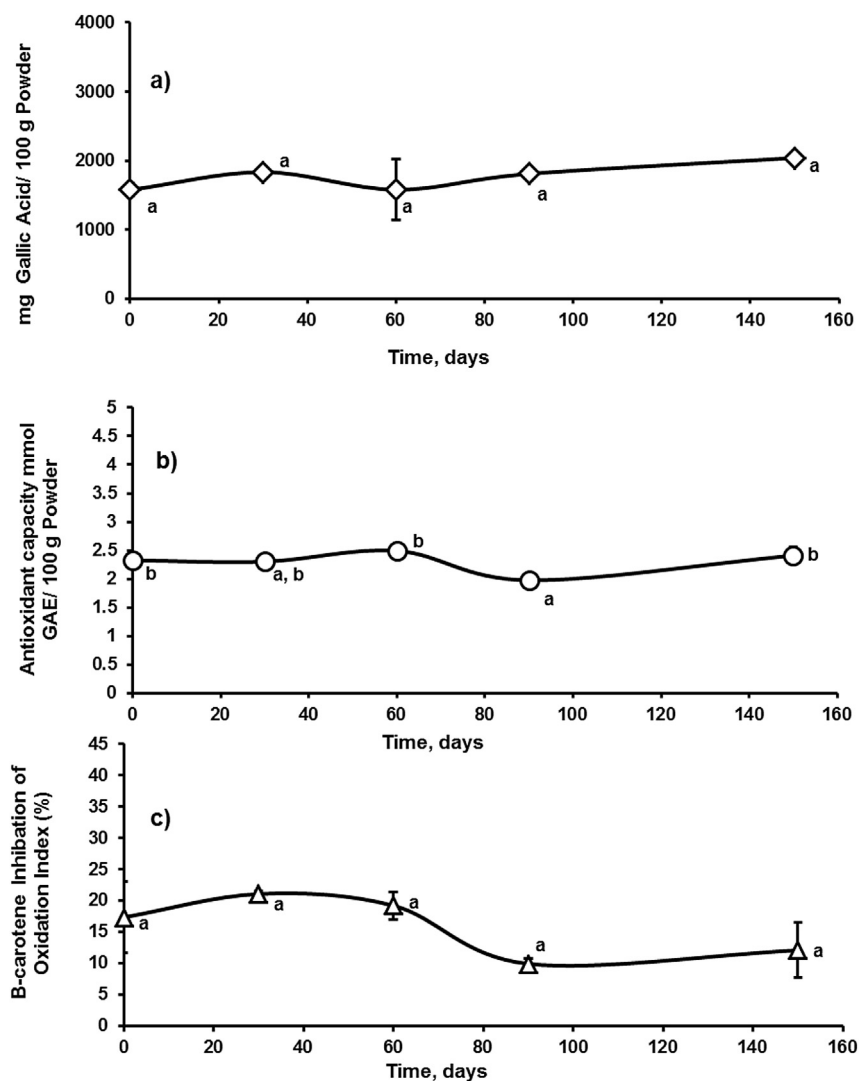 mg Gallic Acid/ 100 g Powder
4000
3000
2000
1000
0
a)
a
a
a
a
a
0 20 40 60 80 100 120 140 160
Time, days
Antioxidant capacity mmol
GAE/ 100 g Powder
5
4.5
4
3.5
3
2.5
2
1.5
1
0.5
0
b)
b
a, b
b
a
b
0 20 40 60 80 100 120 140 160
Time, days
B-carotene Inhibation of
Oxidation Index (%)
45
40
35
30
25
20
15
10
5
0
c)
a
a
a
a
a
0 20 40 60 80 100 120 140 160
Time, days